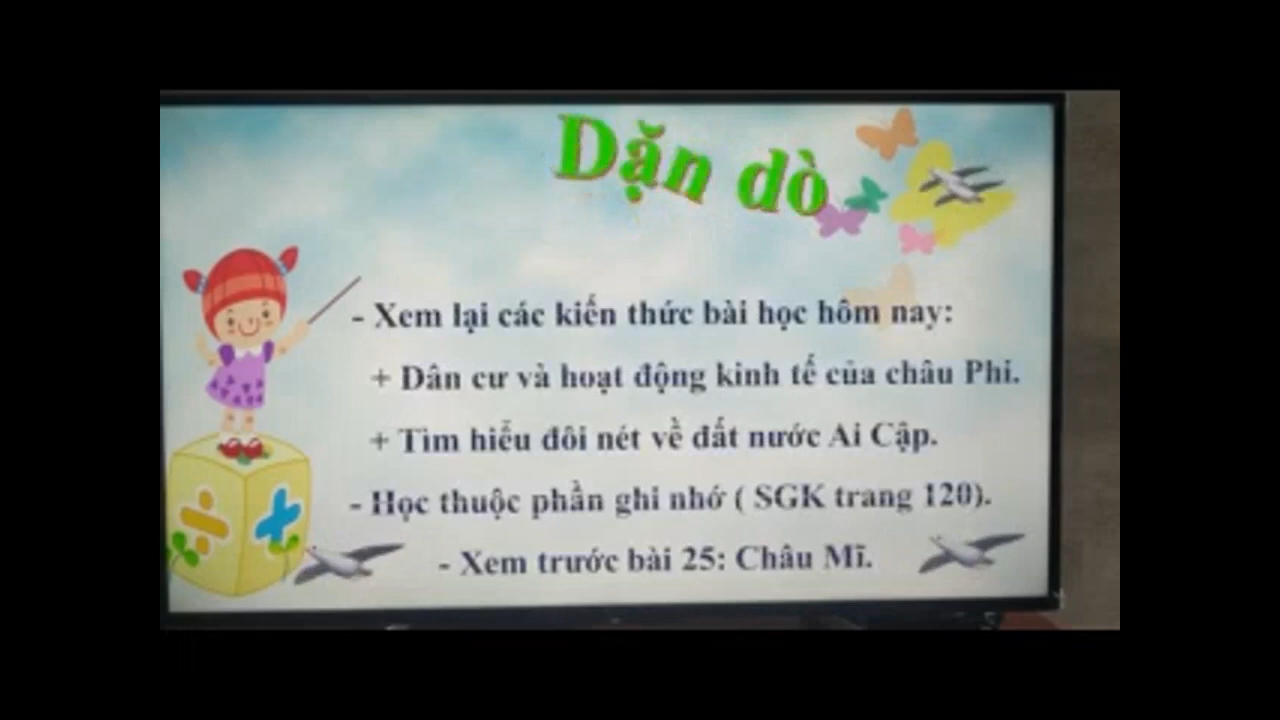 Dặn dò
- Xem lại các kiến thức bài học hôm nay:
+ Dân cư và hoạt động kinh tế của châu Phi.
+ Tìm hiểu đôi nét về đất nước Ai Cập.
- Học thuộc phần ghi nhớ ( SGK trang 120).
- Xem trước bài 25: Châu Mĩ.